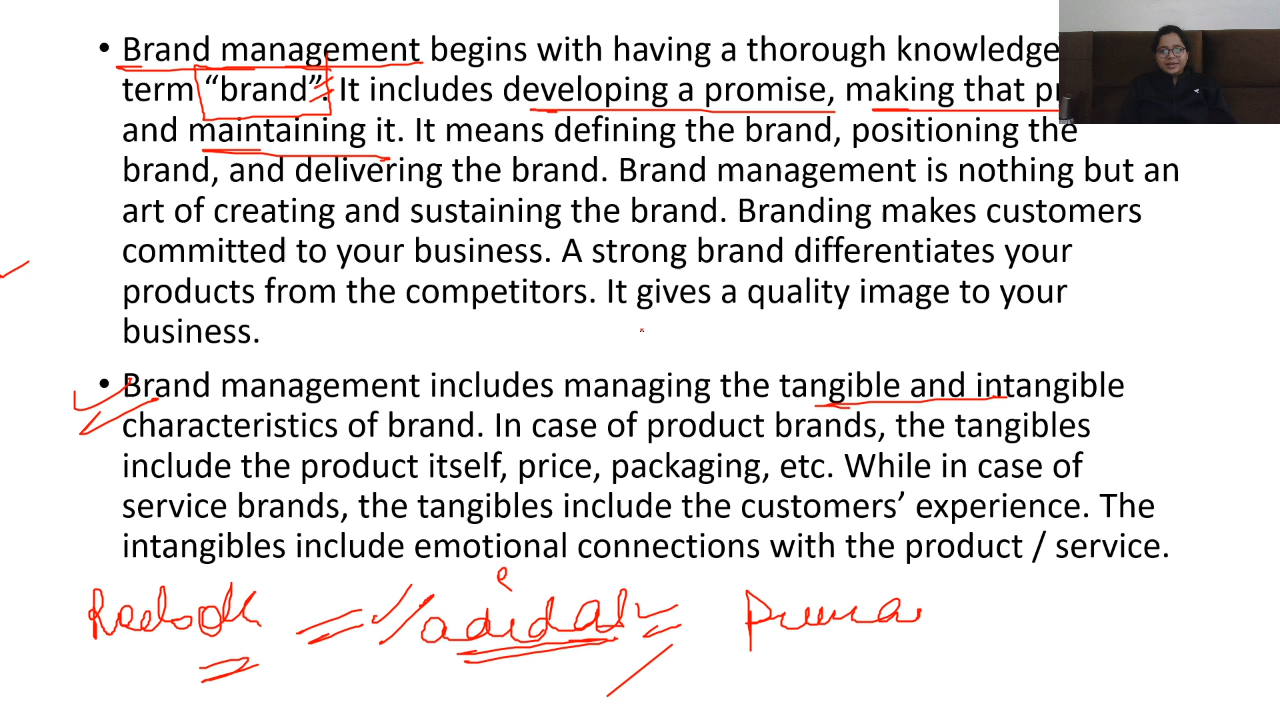 • Brand management begins with having a thorough knowledge
term “brand”. It includes developing a promise, making that
and maintaining it. It means defining the brand, positioning the
brand, and delivering the brand. Brand management is nothing but an
art of creating and sustaining the brand. Branding makes customers
committed to your business. A strong brand differentiates your
products from the competitors. It gives a quality image to your
business.
• Brand management includes managing the tangible and intangible
characteristics of brand. In case of product brands, the tangibles
include the product itself, price, packaging, etc. While in case of
service brands, the tangibles include the customers’ experience. The
intangibles include emotional connections with the product / service.
Reebok adidas Puma